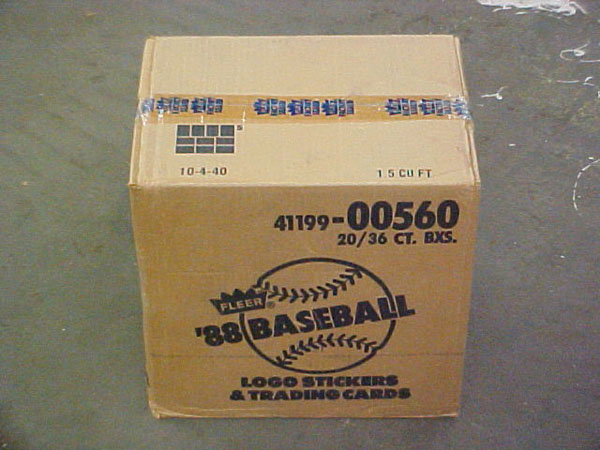 5
10-4-40 1.5 CU FT
41199-00560
20/36 CT. BXS.
FLEER®
'88 BASEBALL
LOGO STICKERS
& TRADING CARDS